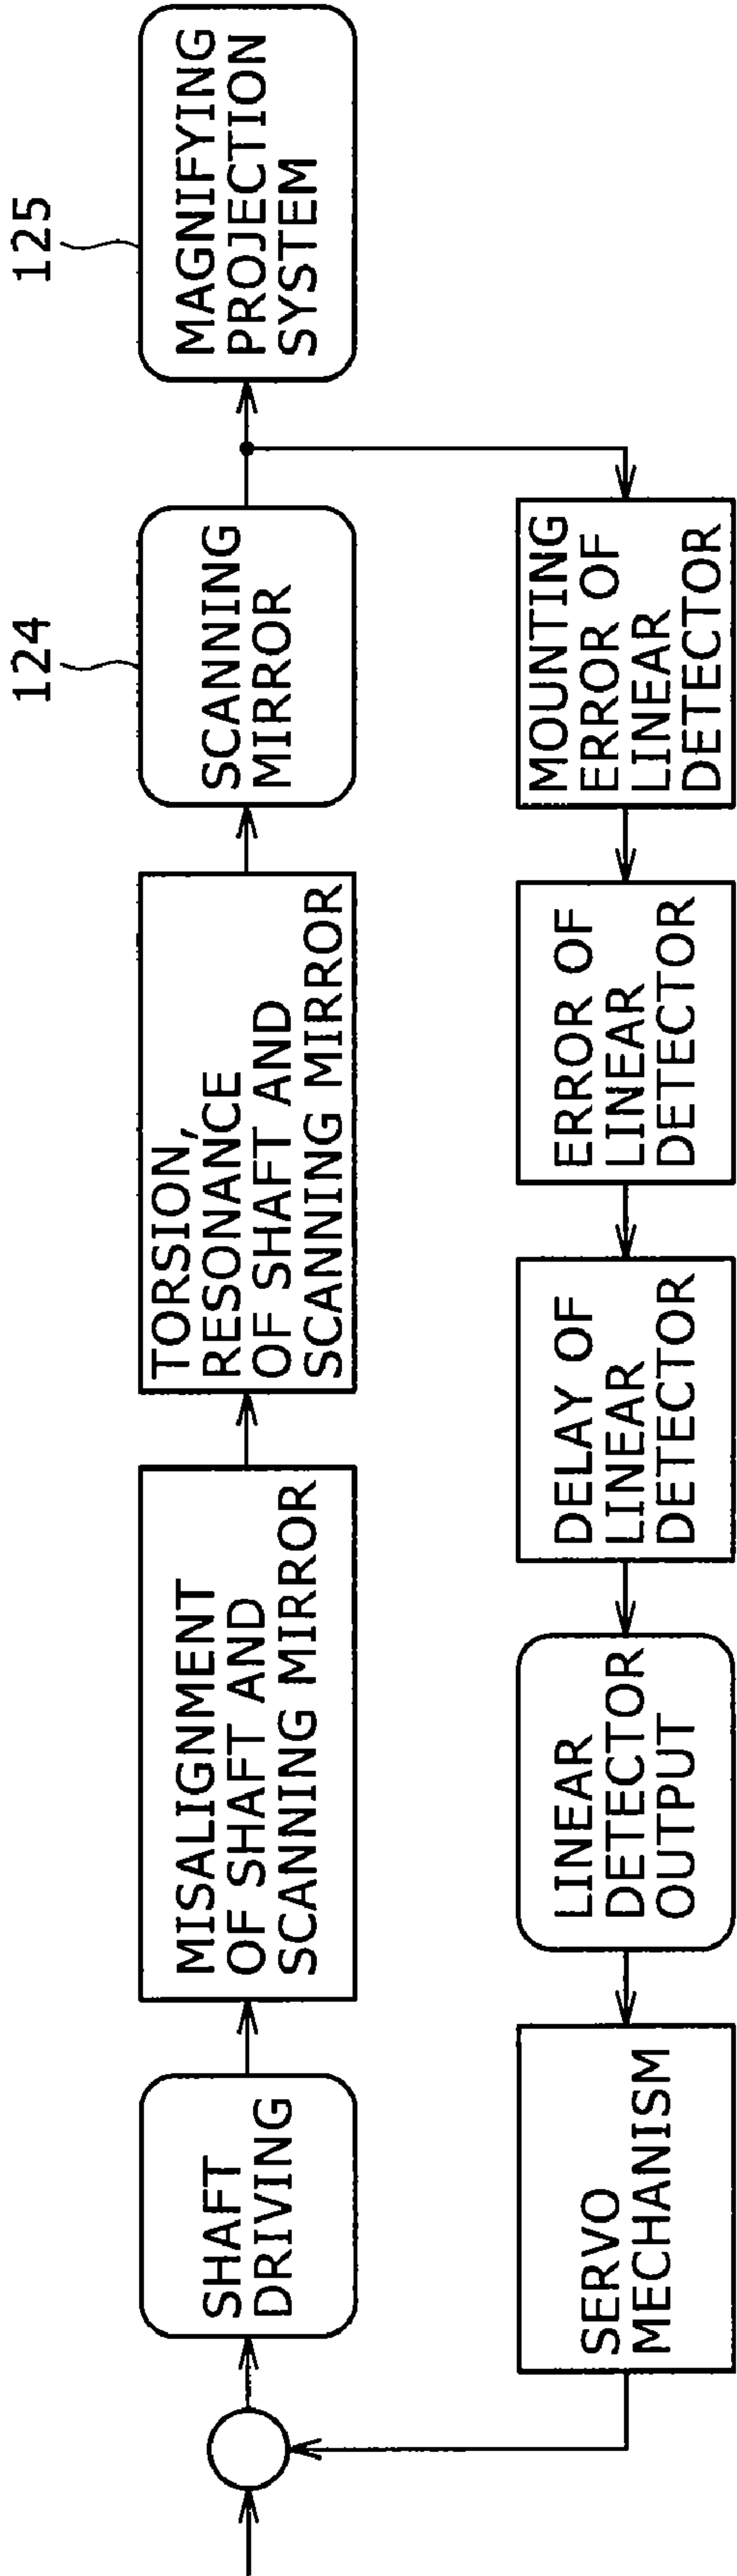 SHAFT
DRIVING
MISALIGNMENT
OF SHAFT AND
SCANNING MIRROR
TORSION,
RESONANCE
OF SHAFT AND
SCANNING MIRROR
124
SCANNING
MIRROR
125
MAGNIFYING
PROJECTION
SYSTEM
MOUNTING
ERROR OF
LINEAR
DETECTOR
ERROR OF
LINEAR
DETECTOR
DELAY OF
LINEAR
DETECTOR
LINEAR
DETECTOR
OUTPUT
SERVO
MECHANISM